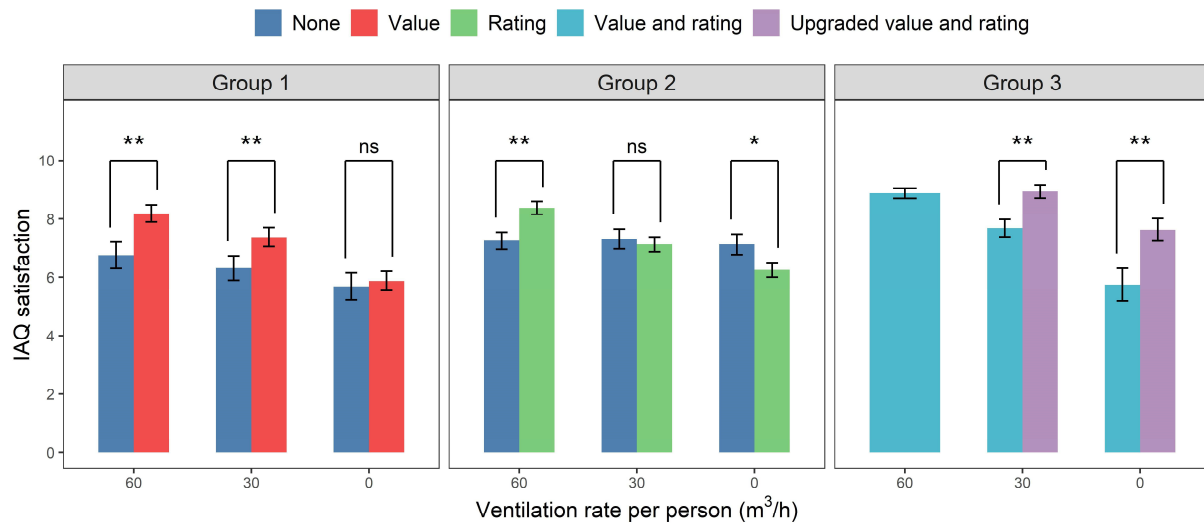 None Value Rating Value and rating Upgraded value and rating
Group 1 Group 2 Group 3
** ** ns ** ns * ** **
10
8
6
4
2
0
IAQ satisfaction
60 30 0 60 30 0 60 30 0
Ventilation rate per person (m³/h)